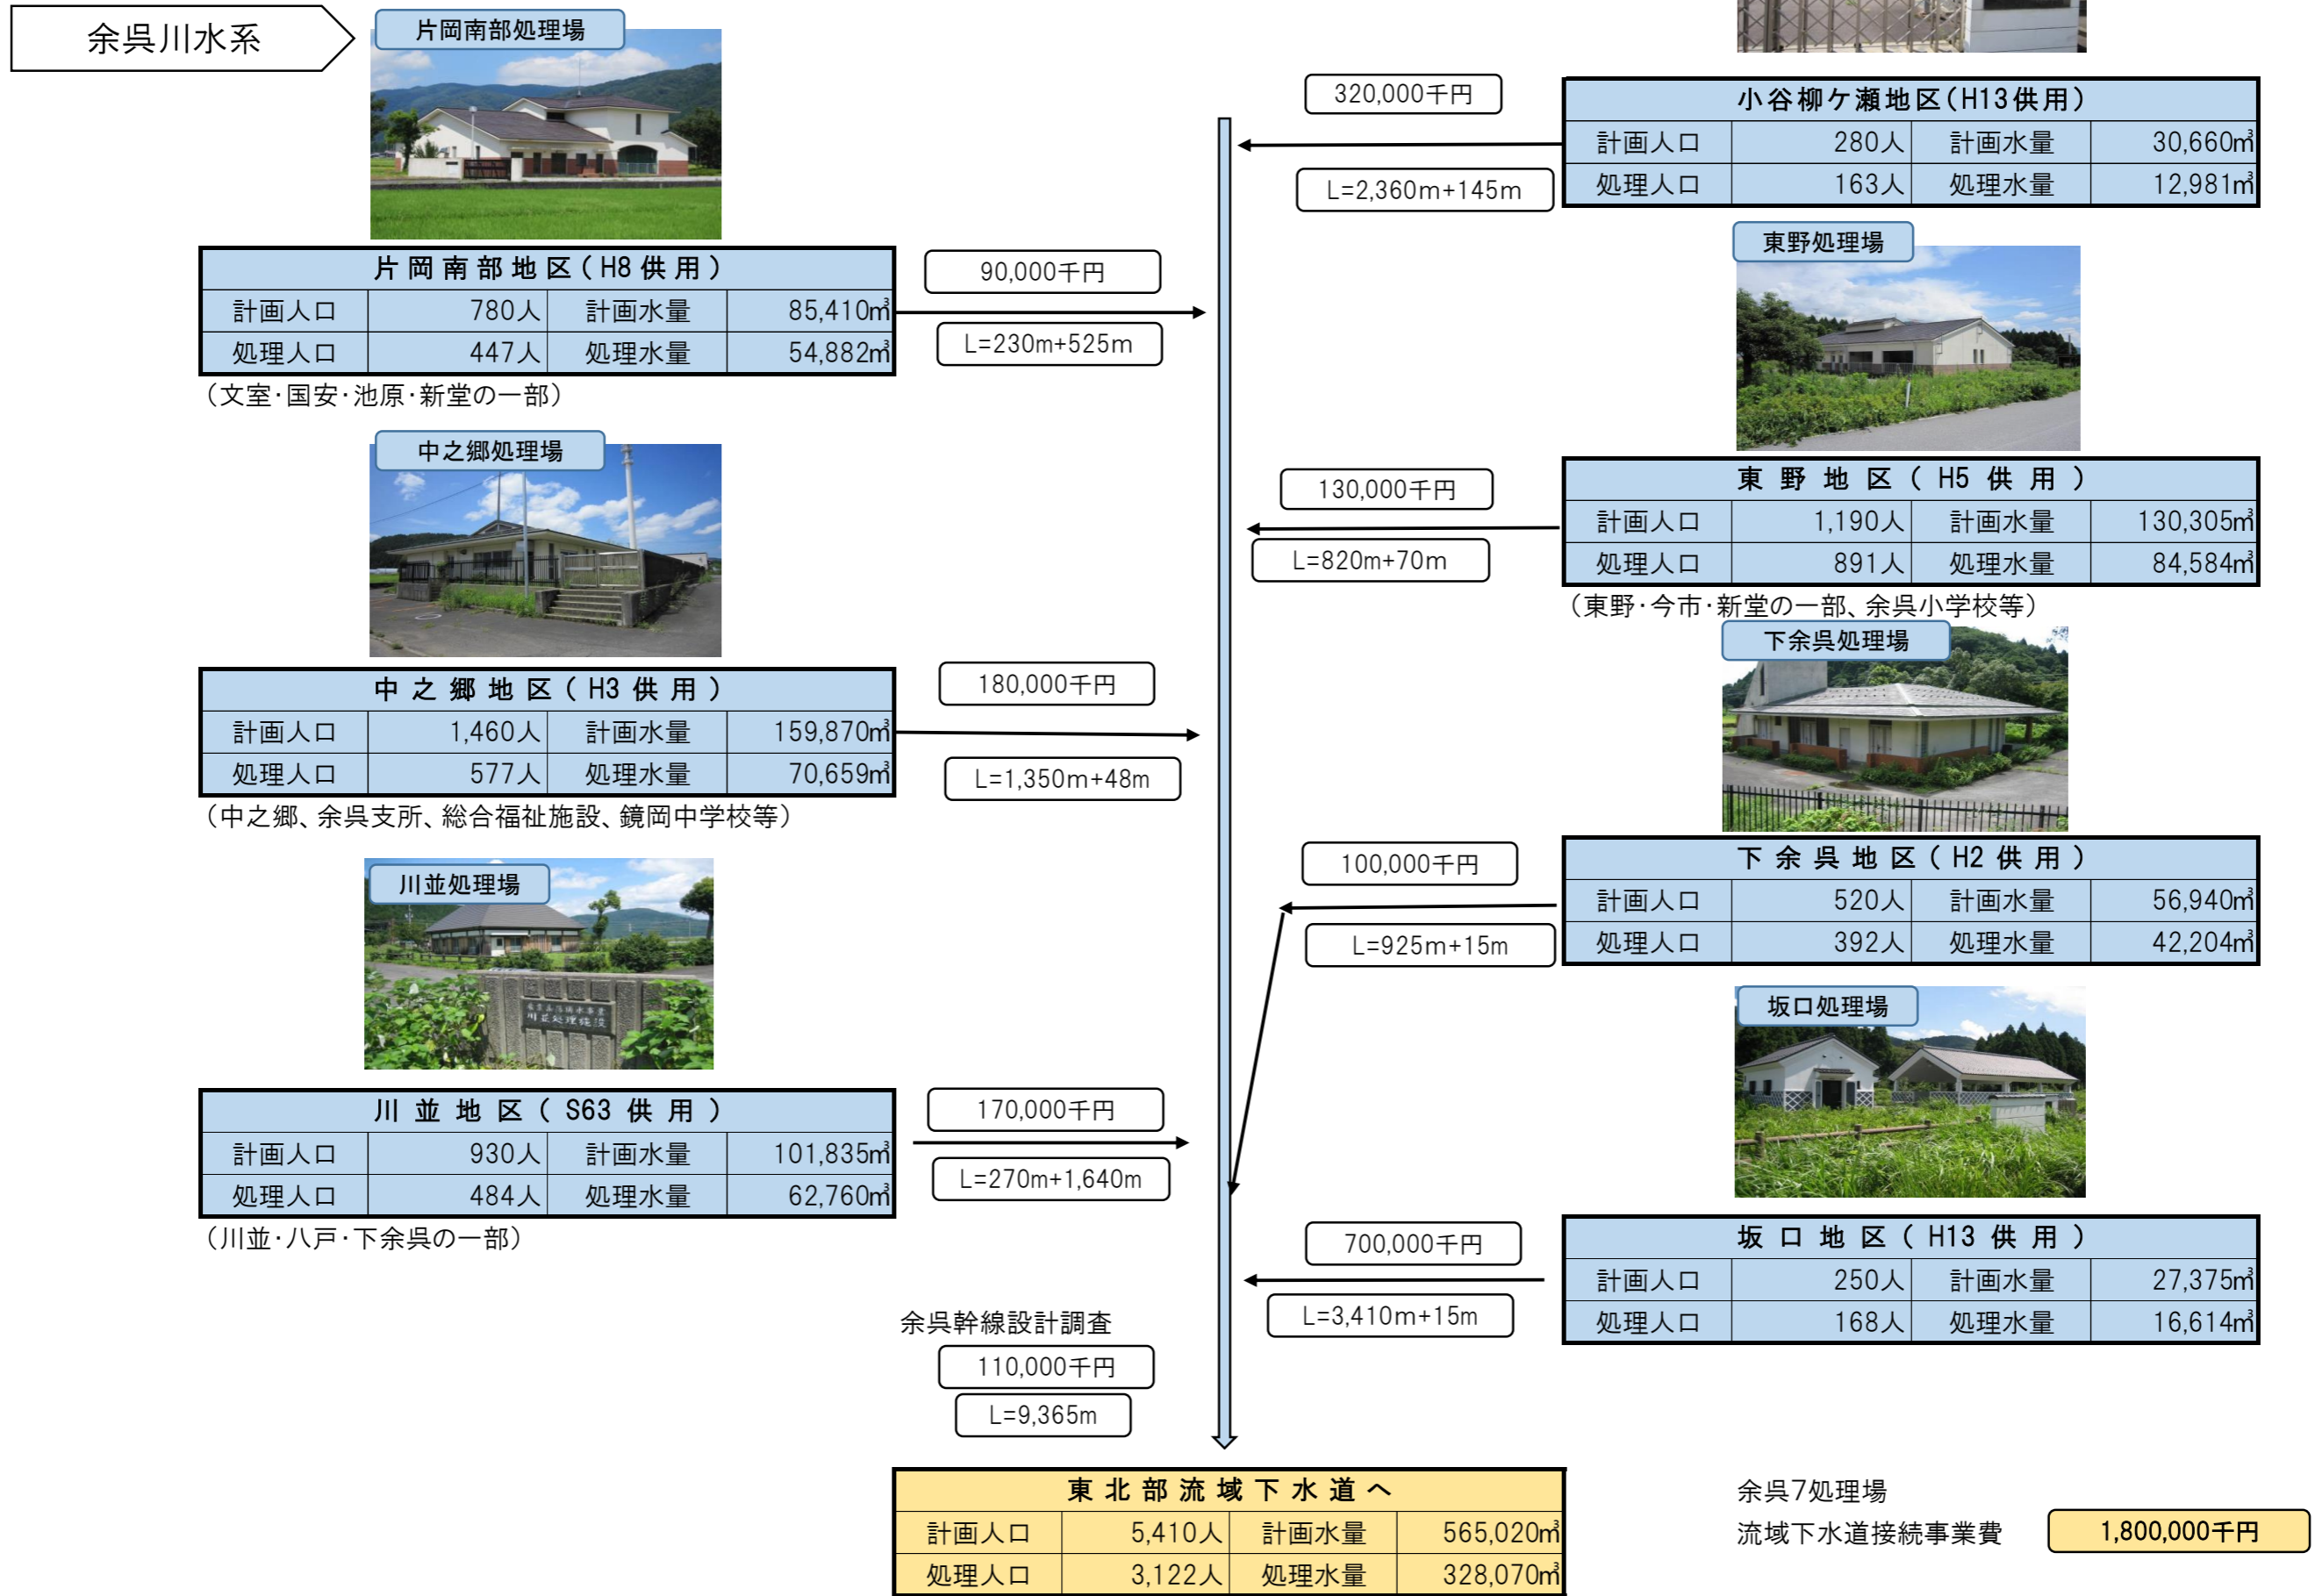 余呉川水系
片岡南部処理場
320,000千円
L=2,360m+145m
小谷柳ケ瀬地区(H13供用)
計画人口 280人 計画水量 30,660㎥
処理人口 163人 処理水量 12,981㎥
片岡南部地区(H8供用)
計画人口 780人 計画水量 85,410㎥
処理人口 447人 処理水量 54,882㎥
(文室・国安・池原・新堂の一部)
90,000千円
L=230m+525m
東野処理場
中之郷処理場
130,000千円
L=820m+70m
東野地区(H5供用)
計画人口 1,190人 計画水量 130,305㎥
処理人口 891人 処理水量 84,584㎥
(東野・今市・新堂の一部、余呉小学校等)
中之郷地区(H3供用)
計画人口 1,460人 計画水量 159,870㎥
処理人口 577人 処理水量 70,659㎥
(中之郷、余呉支所、総合福祉施設、鏡岡中学校等)
180,000千円
L=1,350m+48m
下余呉処理場
川並処理場
川並処理施設
100,000千円
L=925m+15m
下余呉地区(H2供用)
計画人口 520人 計画水量 56,940㎥
処理人口 392人 処理水量 42,204㎥
坂口処理場
川並地区(S63供用)
計画人口 930人 計画水量 101,835㎥
処理人口 484人 処理水量 62,760㎥
(川並・八戸・下余呉の一部)
170,000千円
L=270m+1,640m
700,000千円
L=3,410m+15m
坂口地区(H13供用)
計画人口 250人 計画水量 27,375㎥
処理人口 168人 処理水量 16,614㎥
余呉幹線設計調査
110,000千円
L=9,365m
東北部流域下水道へ
計画人口 5,410人 計画水量 565,020㎥
処理人口 3,122人 処理水量 328,070㎥
余呉7処理場
流域下水道接続事業費 1,800,000千円